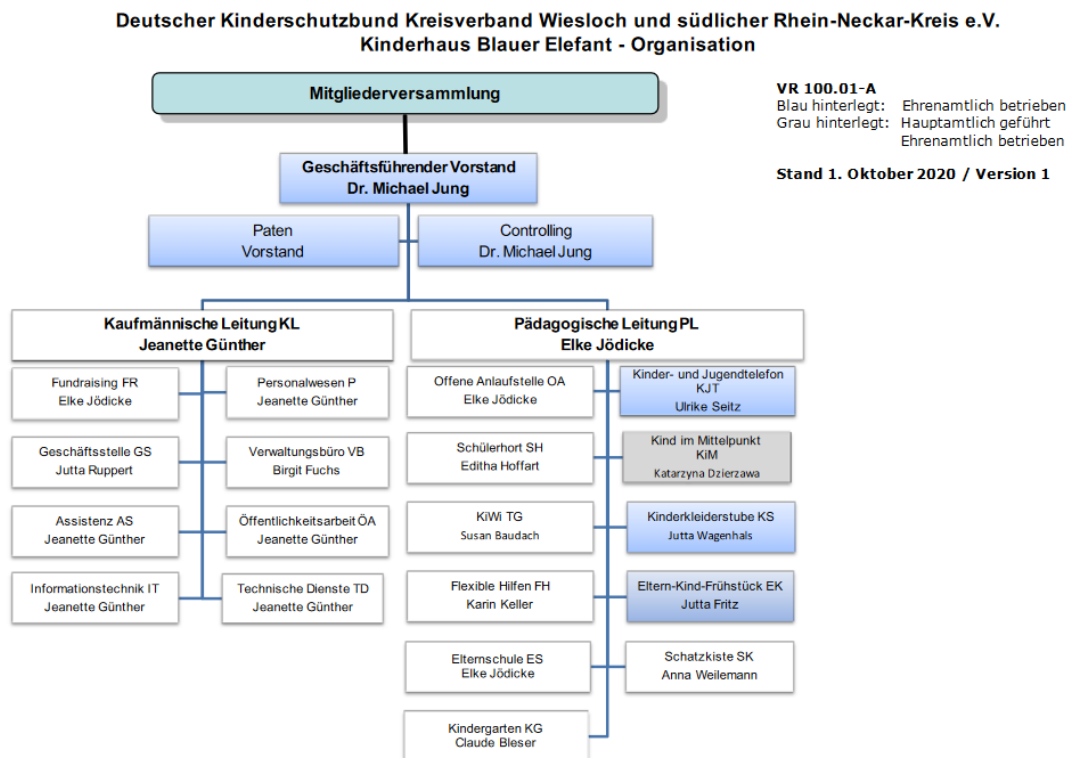 Deutscher Kinderschutzbund Kreisverband Wiesloch und südlicher Rhein-Neckar-Kreis e.V.
Kinderhaus Blauer Elefant - Organisation
Mitgliederversammlung
VR 100.01-A
Blau hinterlegt: Ehrenamtlich betrieben
Grau hinterlegt: Hauptamtlich geführt
Ehrenamtlich betrieben
Stand 1. Oktober 2020 / Version 1
Geschäftsführender Vorstand
Dr. Michael Jung
Paten
Vorstand
Controlling
Dr. Michael Jung
Kaufmännische Leitung KL
Jeanette Günther
Fundraising FR
Elke Jödicke
Personalwesen P
Jeanette Günther
Geschäftsstelle GS
Jutta Ruppert
Verwaltungsbüro VB
Birgit Fuchs
Assistenz AS
Jeanette Günther
Öffentlichkeitsarbeit ÖA
Jeanette Günther
Informationstechnik IT
Jeanette Günther
Technische Dienste TD
Jeanette Günther
Pädagogische Leitung PL
Elke Jödicke
Offene Anlaufstelle OA
Elke Jödicke
Kinder- und Jugendtelefon
KJT
Ulrike Seitz
Schülerhort SH
Editha Hoffart
Kind im Mittelpunkt
KiM
Katarzyna Dzierzawa
KiWi TG
Susan Baudach
Kinderkleiderstube KS
Jutta Wagenhals
Flexible Hilfen FH
Karin Keller
Eltern-Kind-Frühstück EK
Jutta Fritz
Elternschule ES
Elke Jödicke
Schatzkiste SK
Anna Weilemann
Kindergarten KG
Claude Bleser